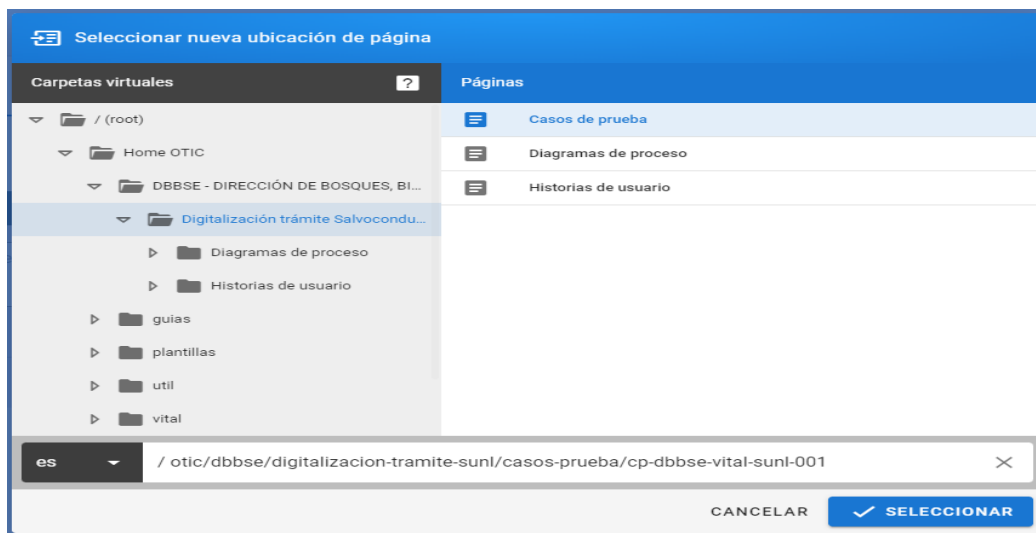 Seleccionar nueva ubicación de página
Carpetas virtuales ?
Páginas
/ (root)
Home OTIC
DBBSE - DIRECCIÓN DE BOSQUES, BI...
Digitalización trámite Salvocondu...
Diagramas de proceso
Historias de usuario
guias
plantillas
util
vital
Casos de prueba
Diagramas de proceso
Historias de usuario
es
/ otic/dbbse/digitalizacion-tramite-sunl/casos-prueba/cp-dbbse-vital-sunl-001
CANCELAR
SELECCIONAR